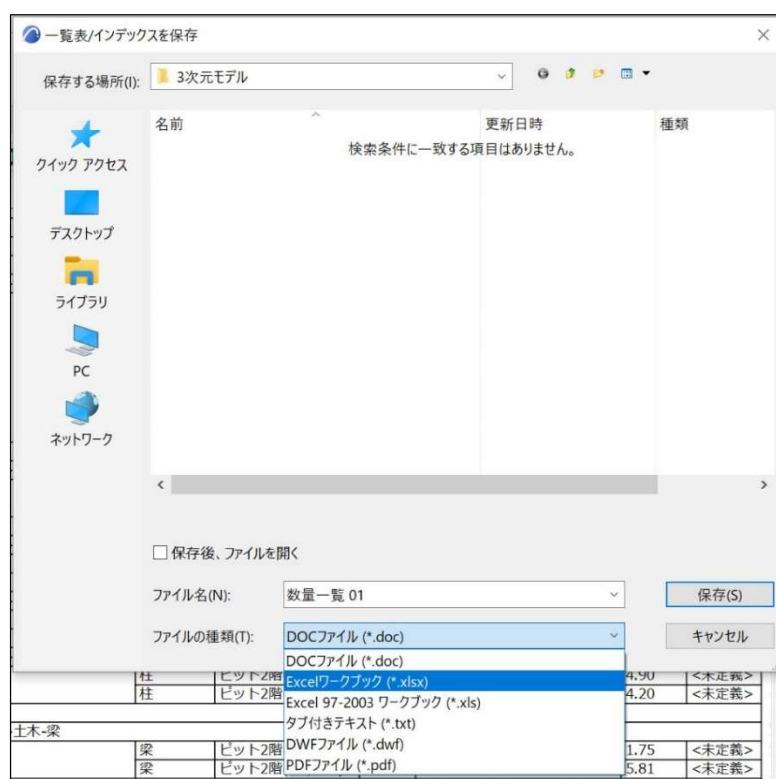 一覧表/インデックスを保存
保存する場所(I): 3次元モデル
名前 更新日時 種類
検索条件に一致する項目はありません。
クイック アクセス
デスクトップ
ライブラリ
PC
ネットワーク
保存後、ファイルを開く
ファイル名(N): 数量一覧 01 保存(S)
ファイルの種類(T): DOCファイル (*.doc) キャンセル
DOCファイル (*.doc)
Excelワークブック (*.xlsx)
Excel 97-2003 ワークブック (*.xls)
タブ付きテキスト (*.txt)
DWFファイル (*.dwf)
PDFファイル (*.pdf)
柱 ピット2階 4.90 <未定義>
柱 ピット2階 4.20 <未定義>
土木-梁
梁 ピット2階 1.75 <未定義>
梁 ピット2階 5.81 <未定義>